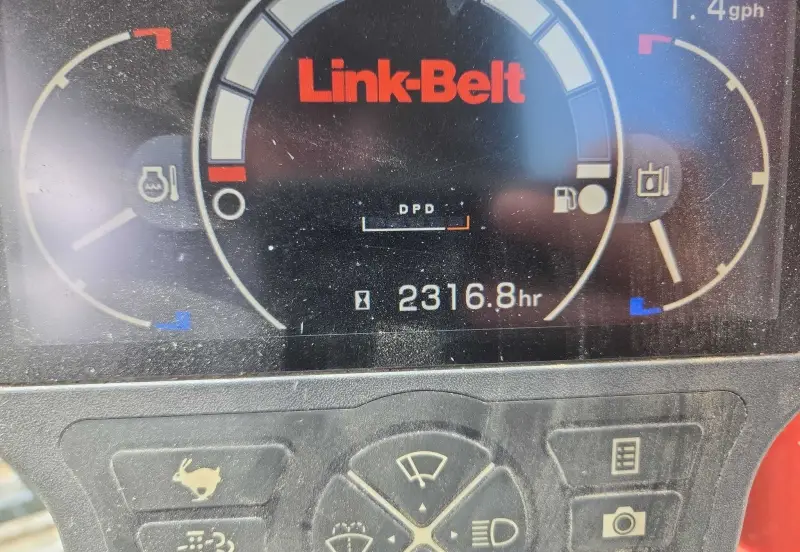 1.4gph
Link-Belt
DPD
2316.8hr